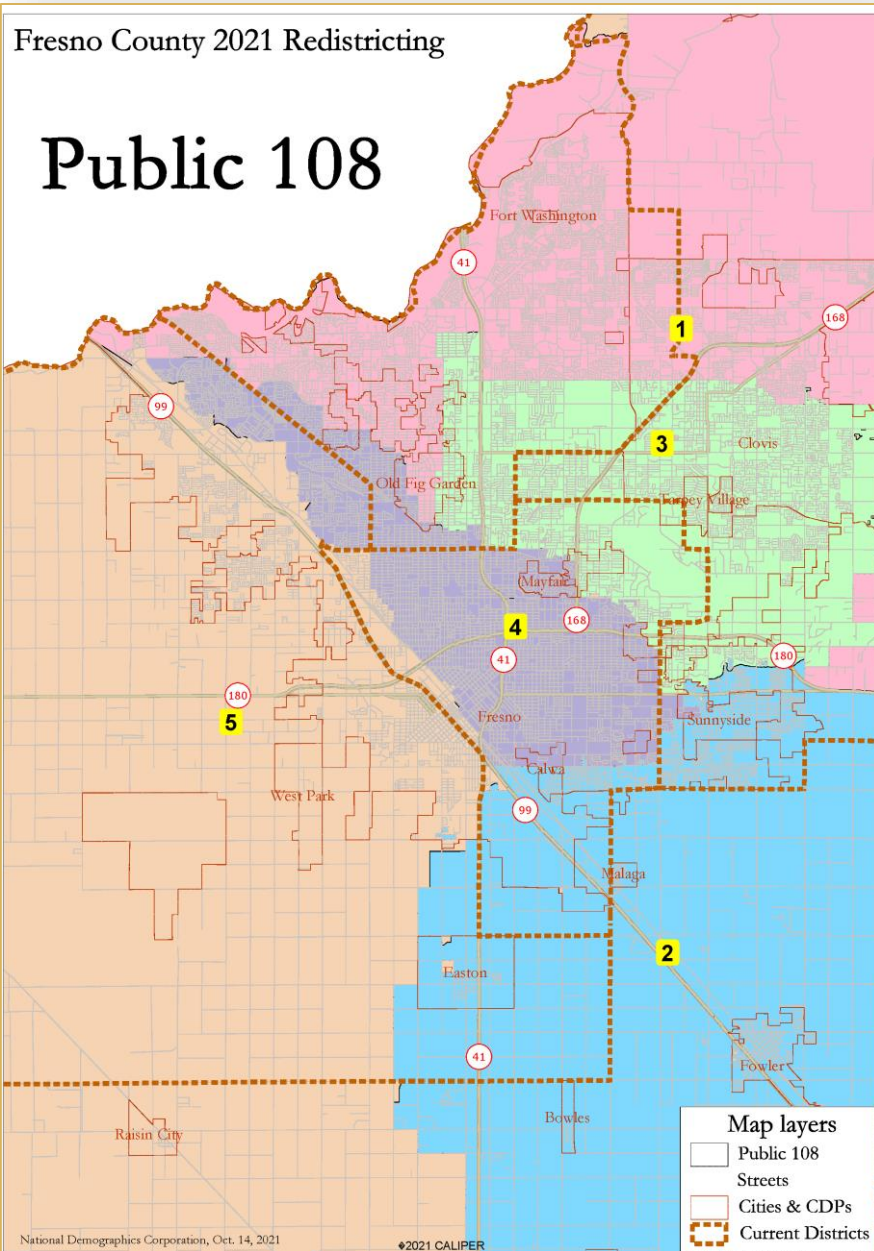 Fresno County 2021 Redistricting
Public 108
Fort Washington
41
1
168
99
3
Clovis
Old Fig Garden
Tarpey Village
Mayfair
168
4
41
180
180
5
Fresno
Sunnyside
Calwa
West Park
99
Malaga
2
Easton
41
Fowler
Bowles
Raisin City
Map layers
Public 108
Streets
Cities & CDPs
Current Districts
National Demographics Corporation, Oct. 14, 2021
�2021 CALIPER